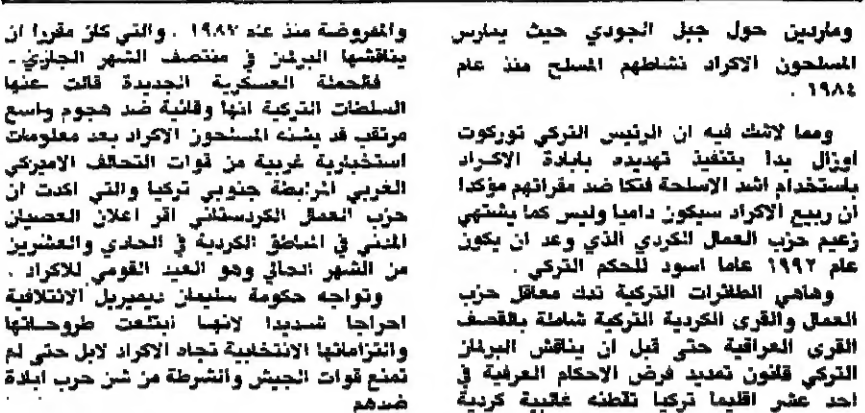 وماردين حول جبل الجودي حيث يمارس
المسلحون الاكراد نشاطهم المسلح منذ عام
١٩٨٤ .
ومما لاشك فيه ان الرئيس التركي توركوت
اوزال بدا بتنفيذ تهديده بابادة الاكراد
باستخدام اشد الاسلحة فتكا ضد مقراتهم مؤكدا
ان ربيع الاكراد سيكون داميا وليس كما يشتهي
زعيم حزب العمال الكردي الذي وعد ان يكون
عام ١٩٩٢ عاما اسود للحكم التركي .
وهاهي الطائرات التركية تدك معاقل حزب
العمال والقرى الكردية التركية شاملة بالقصف
القرى العراقية حتى قبل ان يناقش البرلمان
التركي قانون تمديد فرض الاحكام العرفية في
احد عشر اقليما تركيا تقطنه غالبية كردية
والمفروضة منذ عام ١٩٨٧ . والتي كان مقررا ان
يناقشها البرلمان في منتصف الشهر الجاري .
فالحملة العسكرية الجديدة قالت عنها
السلطات التركية انها وقائية ضد هجوم واسع
مرتقب قد يشنه المسلحون الاكراد بعد معلومات
استخبارية غربية من قوات التحالف الاميركي
الغربي المرابطة جنوبي تركيا والتي اكدت ان
حزب العمال الكردستاني اقر اعلان العصيان
المدني في المناطق الكردية في الحادي والعشرين
من الشهر الحالي وهو العيد القومي للاكراد .
وتواجه حكومة سليمان ديميريل الائتلافية
احراجا شديدا لانها ابتلعت طروحاتها
والتزاماتها الانتخابية تجاه الاكراد لابل حتى لم
تمنع قوات الجيش والشرطة من شن حرب ابادة
ضدهم